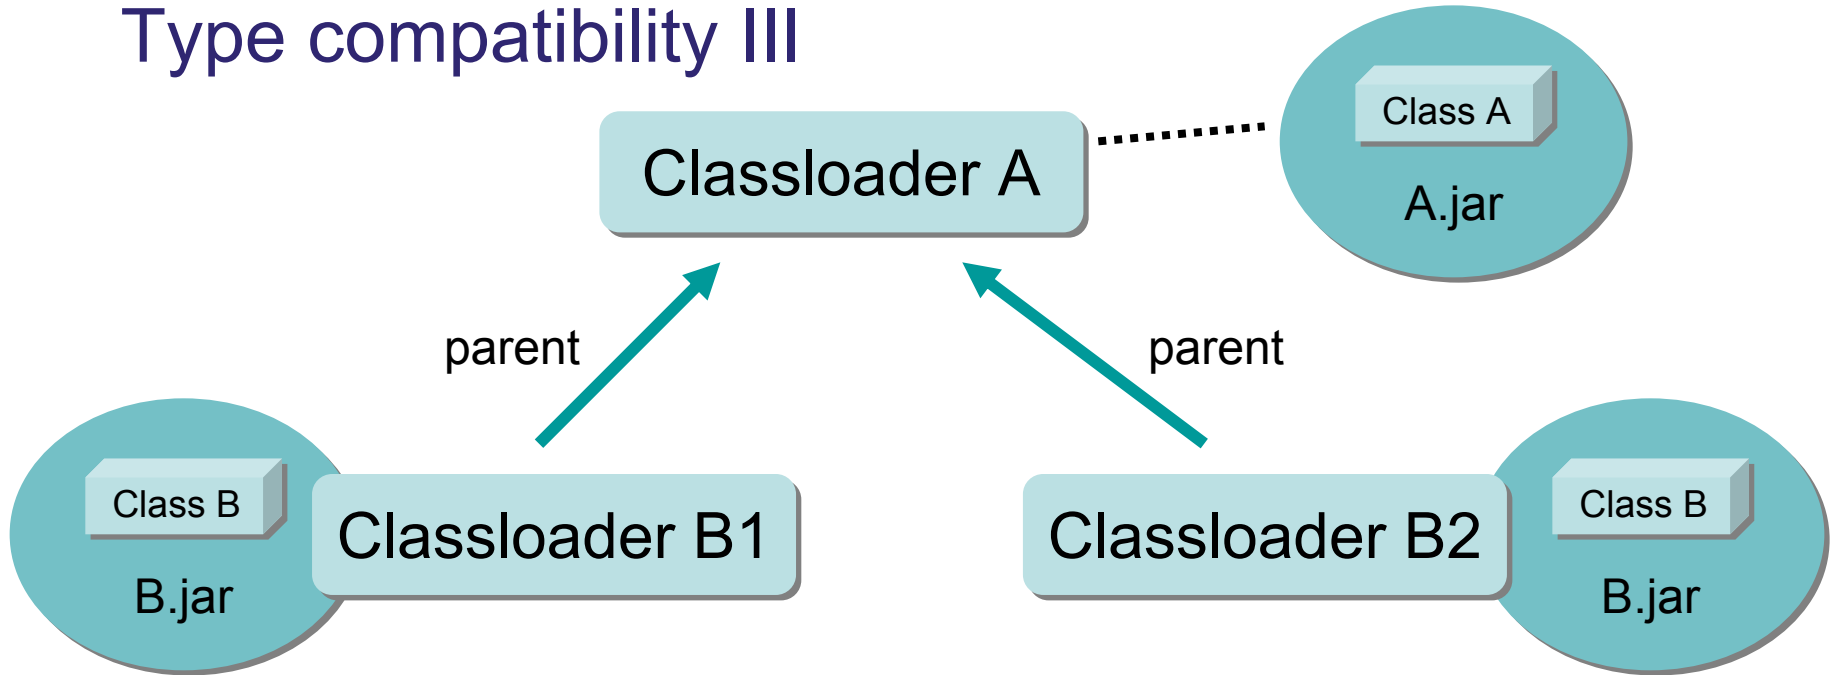 Type compatibility III
Class A
Classloader A
A.jar
parent
parent
Class B
Classloader B1
B.jar
Classloader B2
Class B
B.jar